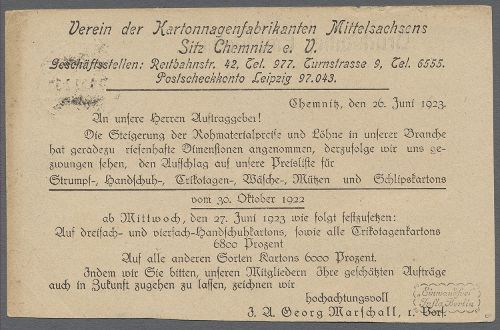 Verein der Kartonnagenfabrikanten Mittelsachsens
Sitz Chemnitz e. V.
Geschäftsstellen: Reitbahnstr. 42, Tel. 977. Turmstrasse 9, Tel. 6555.
Postscheckkonto Leipzig 97.043.
Chemnitz, den 26. Juni 1923.
An unsere Herren Auftraggeber!
Die Steigerung der Rohmaterialpreise und Löhne in unserer Branche
hat geradezu riesenhafte Dimensionen angenommen, derzufolge wir uns ge-
zwungen sehen, den Aufschlag auf unsere Preisliste für
Strumpf-, Handschuh-, Trikotagen-, Wäsche-, Mützen und Schlipskartons
vom 30. Oktober 1922
ab Mittwoch, den 27. Juni 1923 wie folgt festzusetzen:
Auf dreifach- und vierfach-Handschuhkartons, sowie alle Trikotagenkartons
6800 Prozent
Auf alle anderen Sorten Kartons 6000 Prozent.
Indem wir Sie bitten, unseren Mitgliedern Ihre geschätzten Aufträge
auch in Zukunft zugehen zu lassen, zeichnen wir
hochachtungsvoll
J. A. Georg Marschall, 1. Vors.
Einwandfrei
Infla Berlin